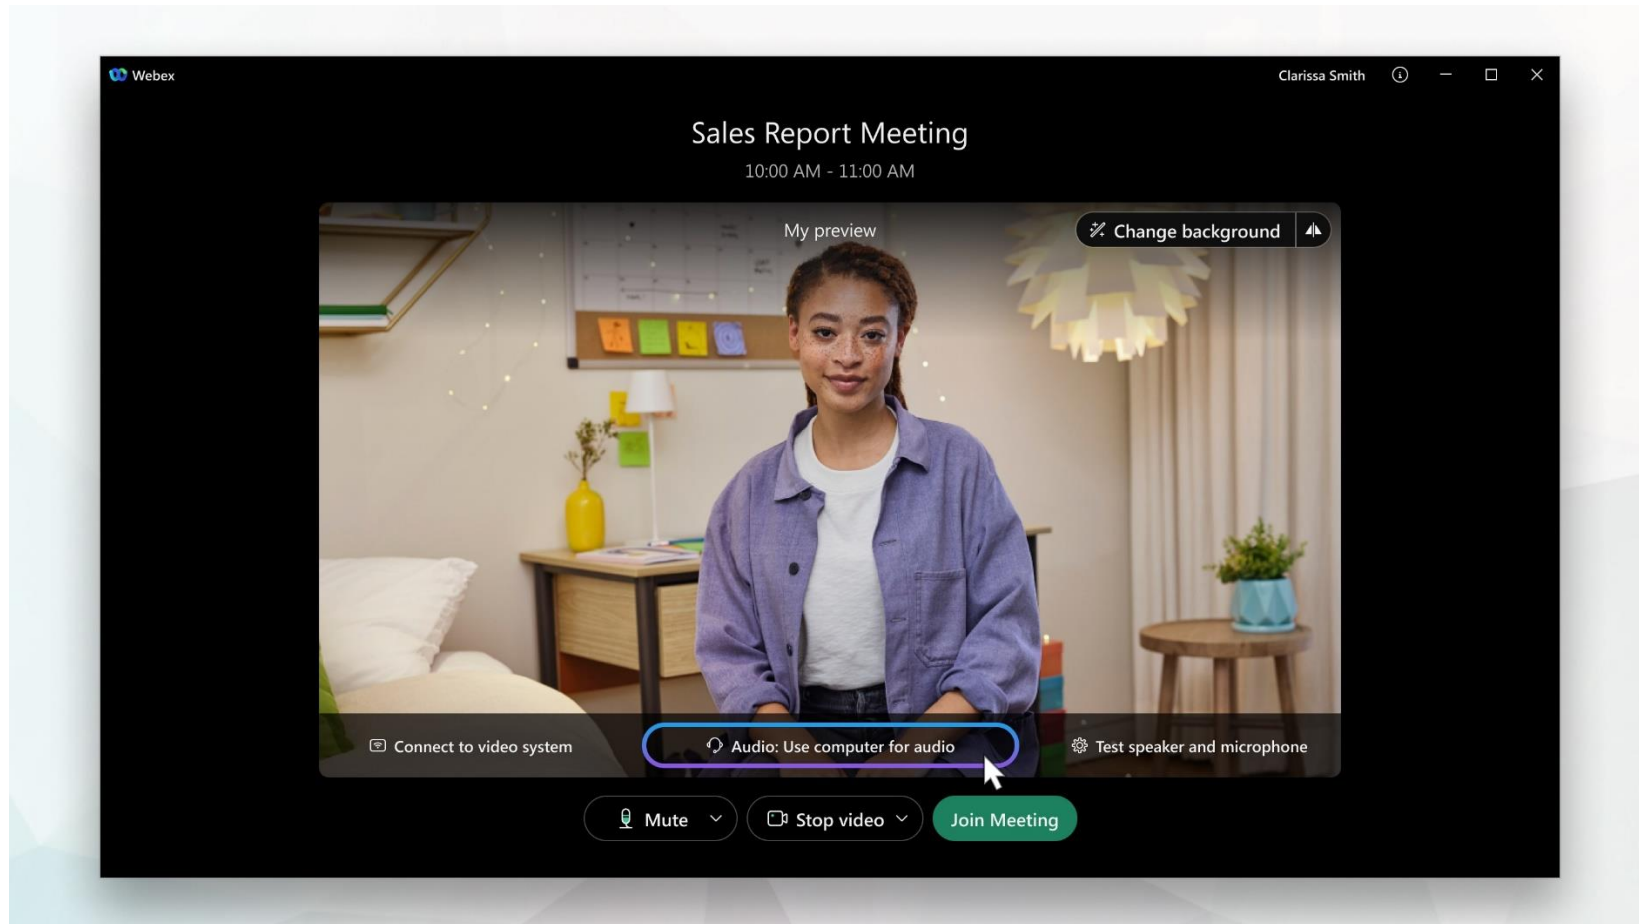 Webex
Clarissa Smith
Sales Report Meeting
10:00 AM - 11:00 AM
My preview
Change background
Connect to video system
Audio: Use computer for audio
Test speaker and microphone
Mute
Stop video
Join Meeting